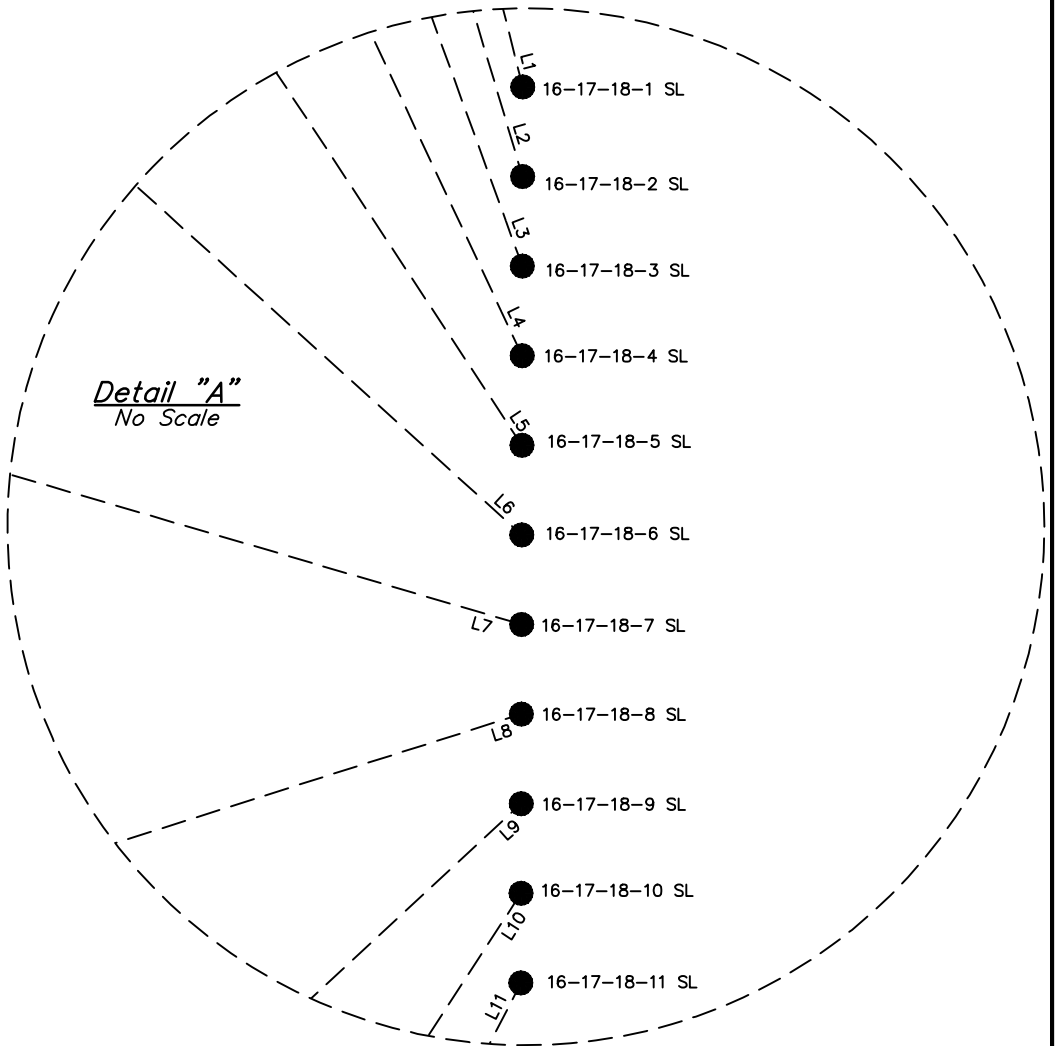 L1
16-17-18-1 SL
L2
16-17-18-2 SL
L3
16-17-18-3 SL
L4
16-17-18-4 SL
Detail "A"
No Scale
L5
16-17-18-5 SL
L6
16-17-18-6 SL
L7
16-17-18-7 SL
L8
16-17-18-8 SL
L9
16-17-18-9 SL
L10
16-17-18-10 SL
L11
16-17-18-11 SL